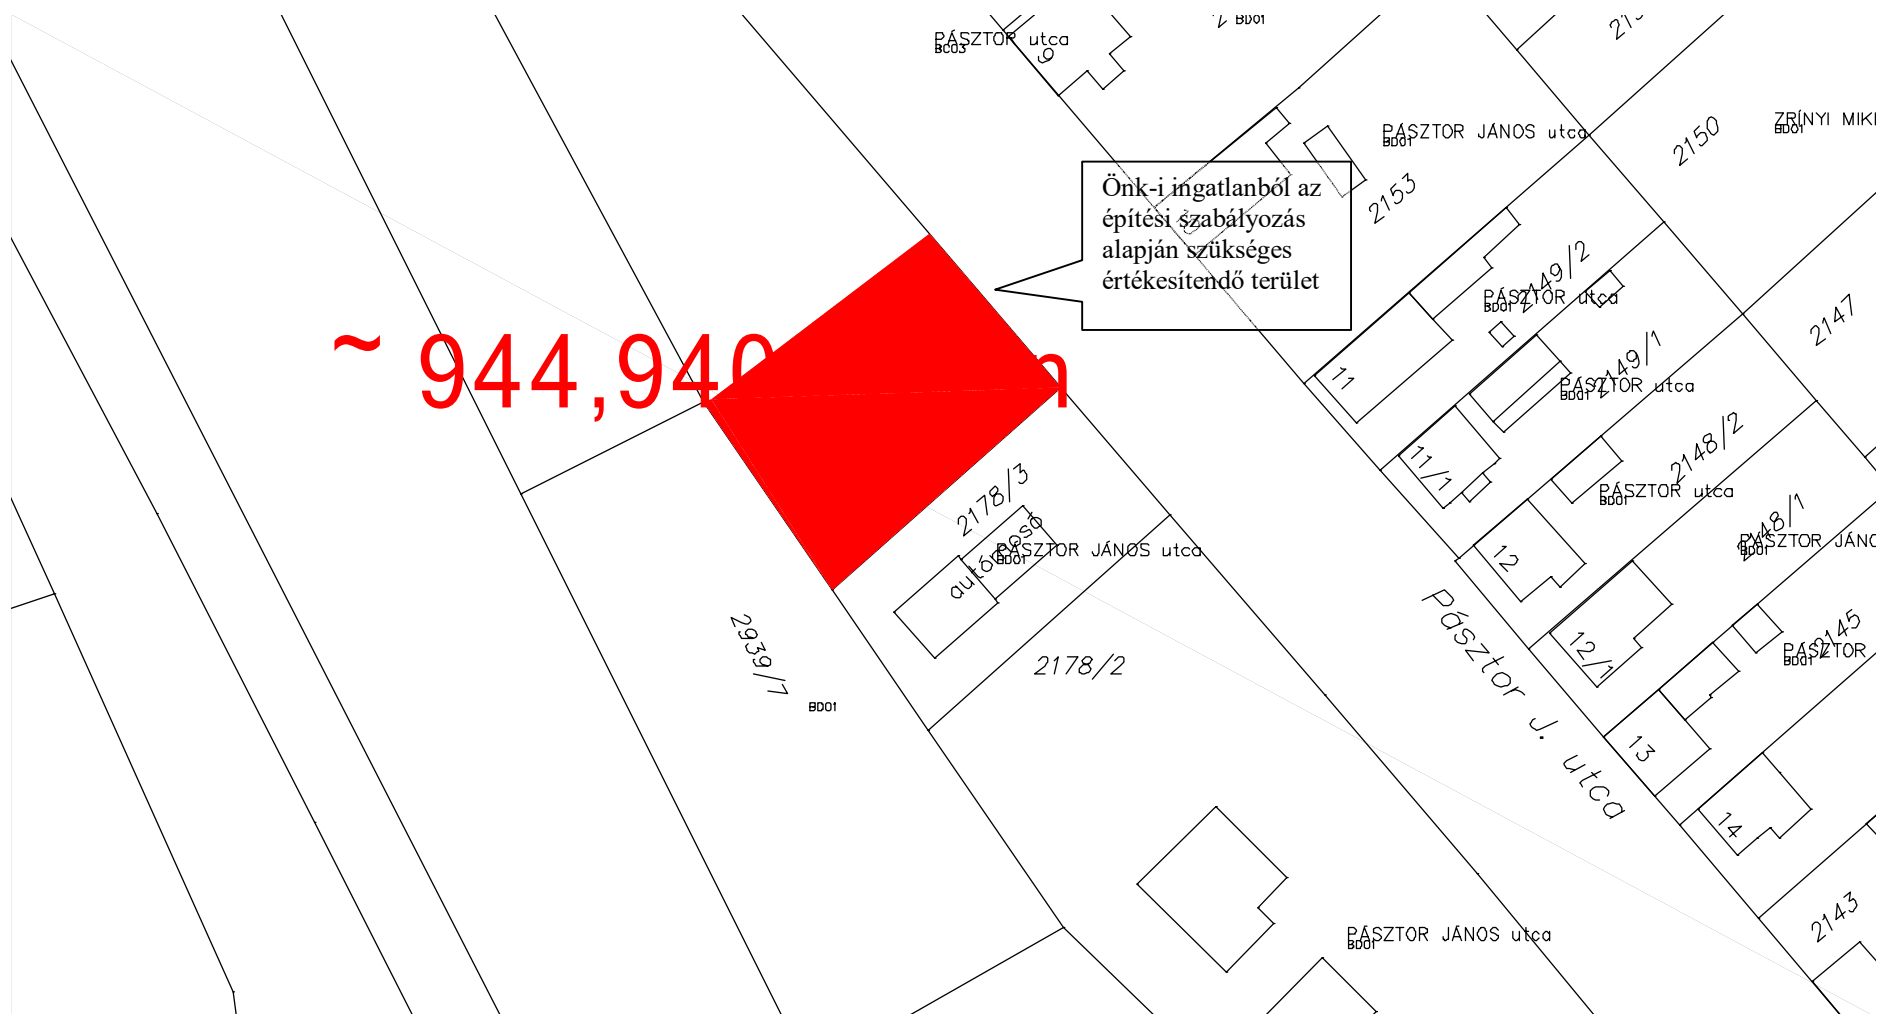 PÁSZTOR utca
BC03
9
BD01
PÁSZTOR JÁNOS utca
BD01
ZRÍNYI MIKI
BD01
2150
2153
Önk-i ingatlanból az
építési szabályozás
alapján szükséges
értékesítendő terület
2149/2
PÁSZTOR utca
BD01
2147
~ 944,940
2149/1
11
PÁSZTOR utca
BD01
2148/2
11/1
2178/3
PÁSZTOR utca
BD01
2148/1
autómosó
PÁSZTOR JÁNOS utca
BD01
12
PÁSZTOR JÁNO
BD01
Pásztor J. utca
2939/7
2178/2
BD01
12/1
2145
PÁSZTOR
BD01
13
14
2143
PÁSZTOR JÁNOS utca
BD01